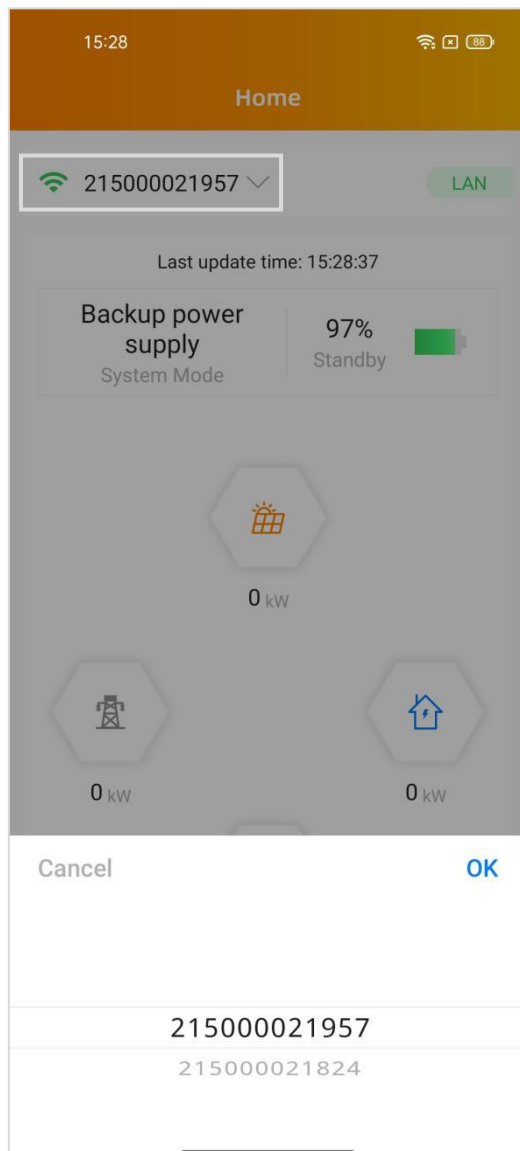 15:28
88
Home
215000021957
LAN
Last update time: 15:28:37
Backup power
supply
System Mode
97%
Standby
0 kW
0 kW
0 kW
Cancel
OK
215000021957
215000021824